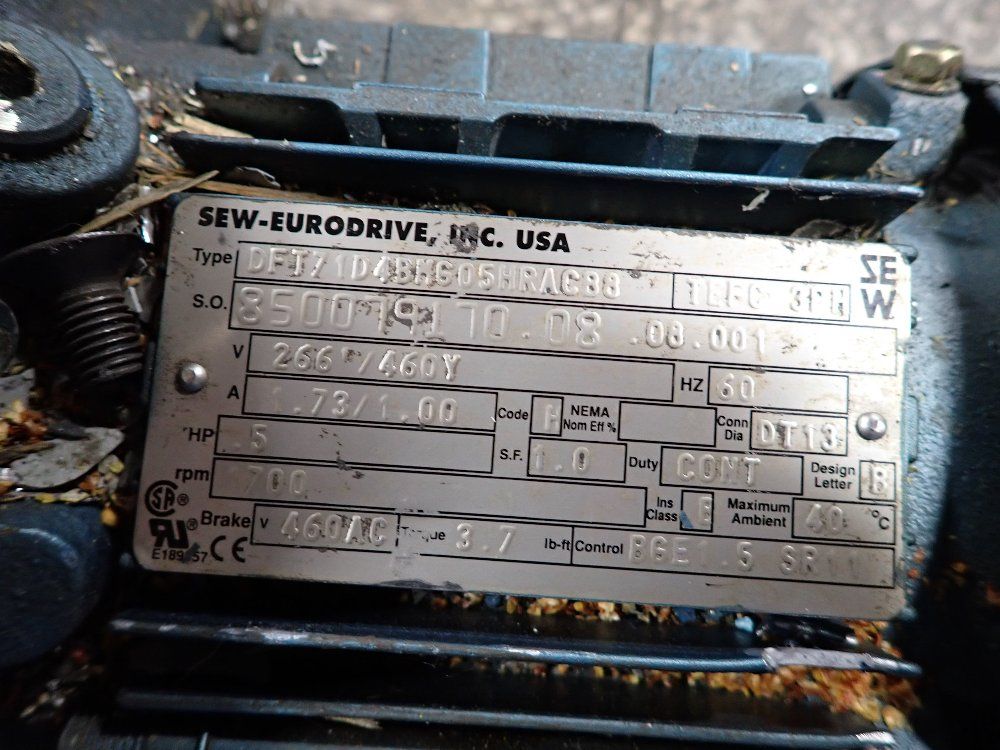 SEW-EURODRIVE, INC. USA
Type DFT71D4BMG05HRAC88 TEFC 3PH SEW
S.O. 850079170.08 .08.001
V 266 /460Y HZ 60
A 1.73/1.00 Code H NEMA Nom Eff % Conn Dia DT13
HP .5 S.F. 1.0 Duty CONT Design Letter B
rpm 1700 Ins Class Maximum Ambient 40 °C
Brake V 460AC Torque 3.7 lb-ft Control BGE1.5
CE